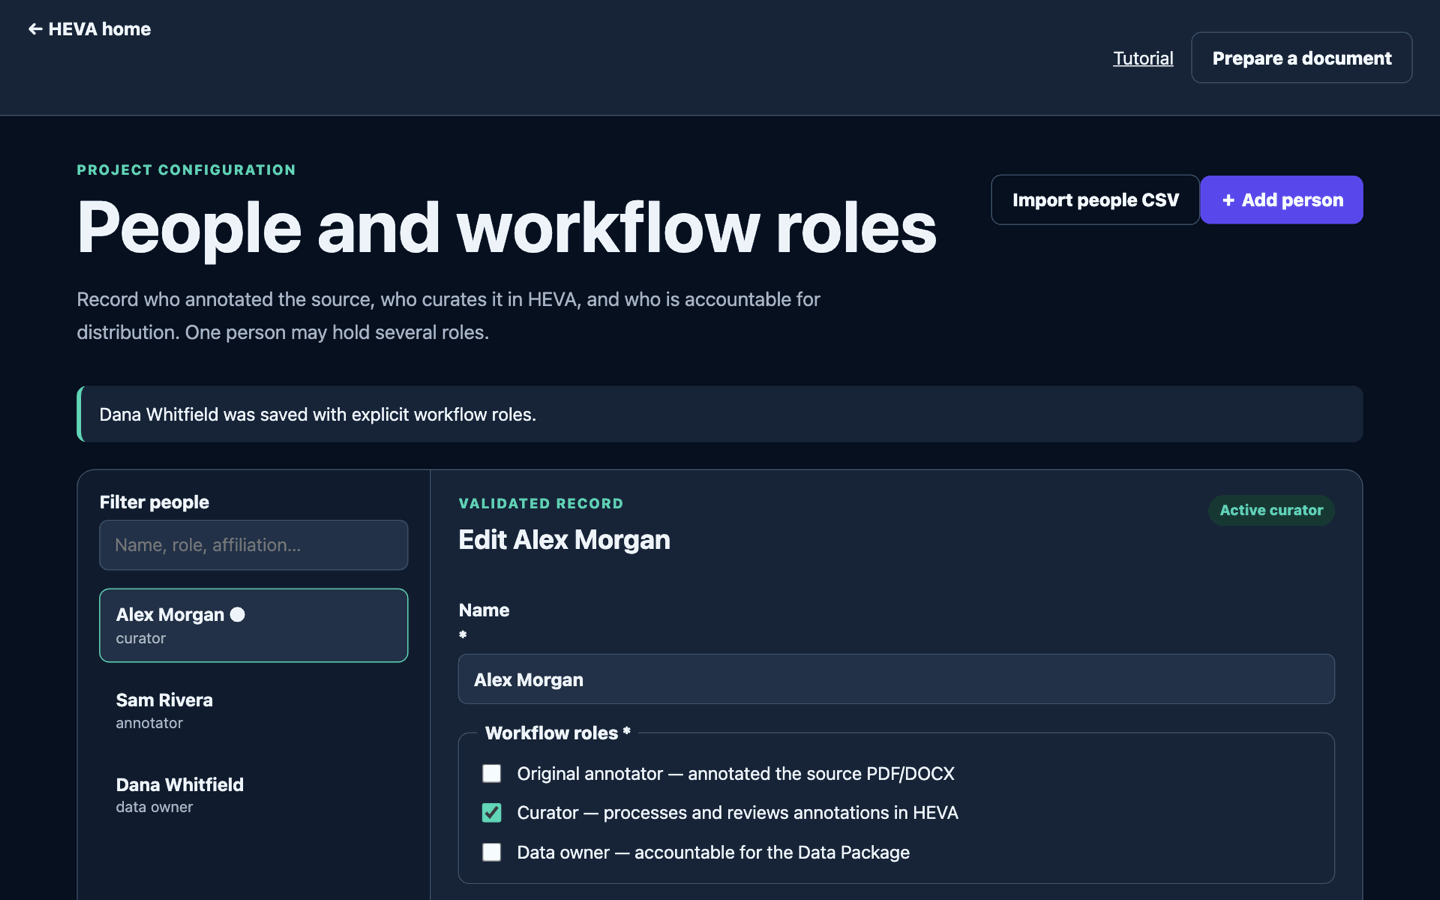 ← HEVA home
Tutorial
Prepare a document
PROJECT CONFIGURATION
People and workflow roles
Import people CSV
+ Add person
Record who annotated the source, who curates it in HEVA, and who is accountable for
distribution. One person may hold several roles.
Dana Whitfield was saved with explicit workflow roles.
Filter people
Name, role, affiliation...
Alex Morgan
curator
Sam Rivera
annotator
Dana Whitfield
data owner
VALIDATED RECORD
Active curator
Edit Alex Morgan
Name
*
Alex Morgan
Workflow roles *
Original annotator — annotated the source PDF/DOCX
Curator — processes and reviews annotations in HEVA
Data owner — accountable for the Data Package